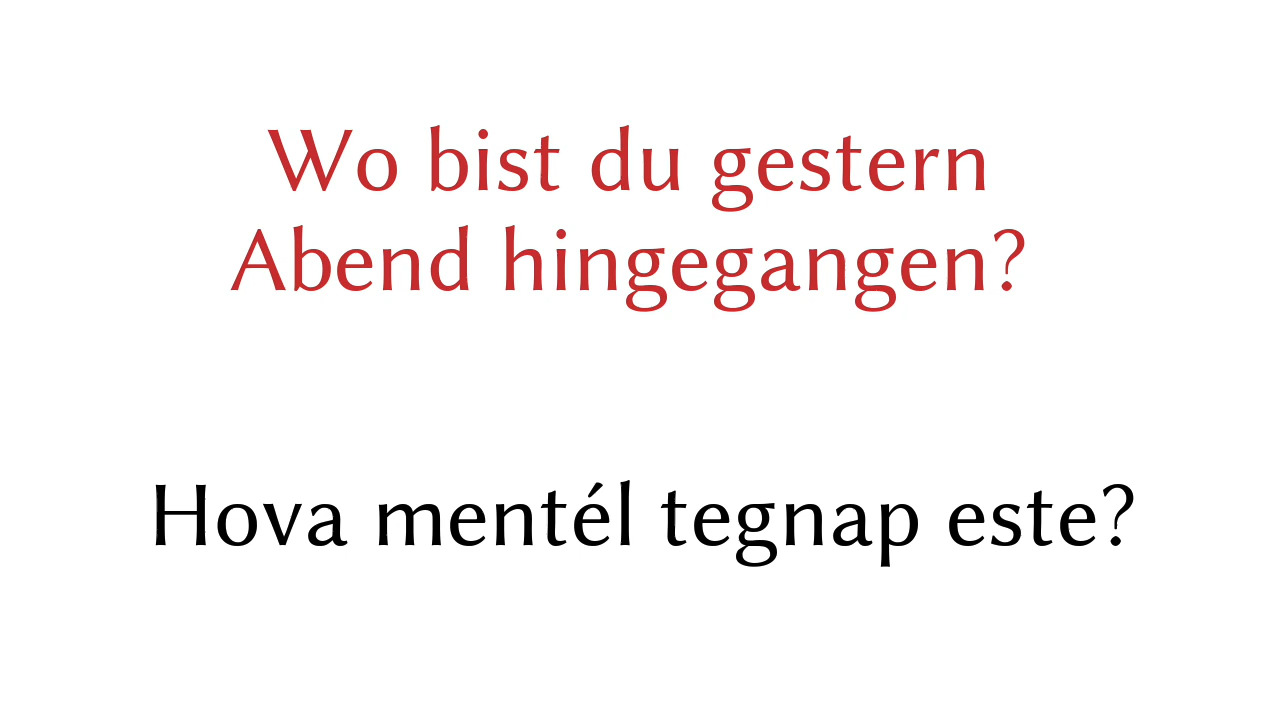 Wo bist du gestern
Abend hingegangen?
Hova mentél tegnap este?